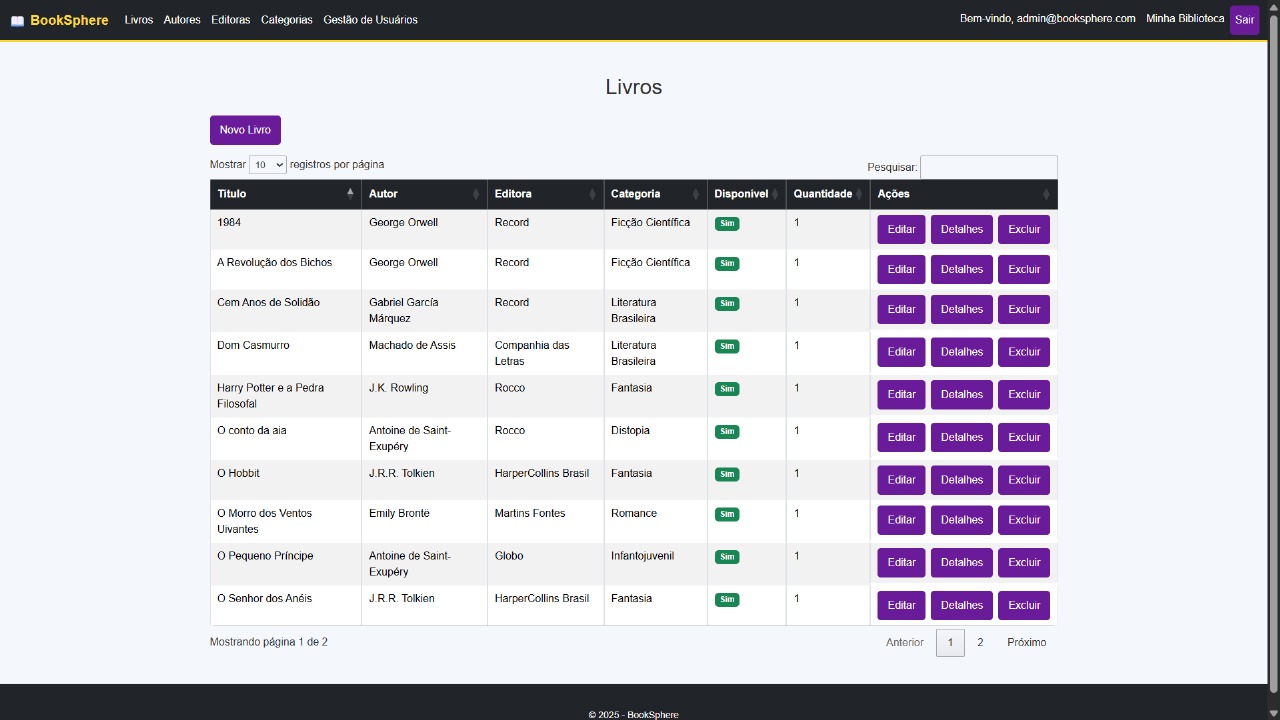 BookSphere Livros Autores Editoras Categorias Gestão de Usuários Bem-vindo, admin@booksphere.com Minha Biblioteca Sair
Livros
Novo Livro
Mostrar 10 registros por página Pesquisar:
Título Autor Editora Categoria Disponível Quantidade Ações
1984 George Orwell Record Ficção Científica Sim 1 Editar Detalhes Excluir
A Revolução dos Bichos George Orwell Record Ficção Científica Sim 1 Editar Detalhes Excluir
Cem Anos de Solidão Gabriel García Literatura Record Sim 1 Editar Detalhes Excluir
Márquez Brasileira
Dom Casmurro Machado de Assis Companhia das Literatura Sim 1 Editar Detalhes Excluir
Letras Brasileira
Harry Potter e a Pedra J.K. Rowling Rocco Fantasia Sim 1 Editar Detalhes Excluir
Filosofal
O conto da aia Antoine de Saint- Rocco Distopia Sim 1 Editar Detalhes Excluir
Exupéry
O Hobbit J.R.R. Tolkien HarperCollins Brasil Fantasia Sim 1 Editar Detalhes Excluir
O Morro dos Ventos Emily Brontë Martins Fontes Romance Sim 1 Editar Detalhes Excluir
Uivantes
O Pequeno Príncipe Antoine de Saint- Globo Infantojuvenil Sim 1 Editar Detalhes Excluir
Exupéry
O Senhor dos Anéis J.R.R. Tolkien HarperCollins Brasil Fantasia Sim 1 Editar Detalhes Excluir
Mostrando página 1 de 2 Anterior 1 2 Próximo
© 2025 - BookSphere